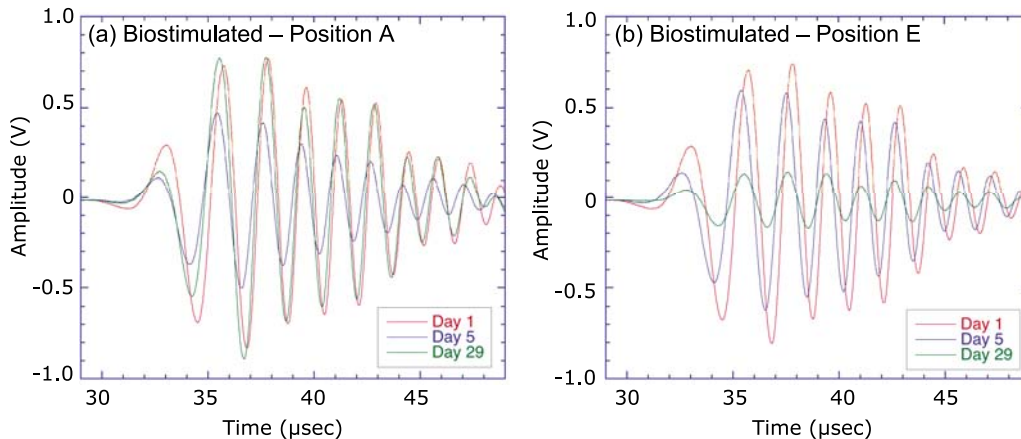 (a) Biostimulated – Position A
1.0
0.5
0
-0.5
-1.0
Amplitude (V)
Day 1
Day 5
Day 29
30 35 40 45
Time (μsec)
(b) Biostimulated – Position E
1.0
0.5
0
-0.5
-1.0
Amplitude (V)
Day 1
Day 5
Day 29
30 35 40 45
Time (μsec)